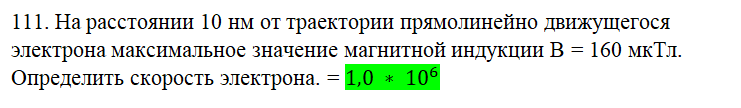 111. На расстоянии 10 нм от траектории прямолинейно движущегося
электрона максимальное значение магнитной индукции В = 160 мкТл.
Определить скорость электрона. = 1,0 ∗ 10⁶